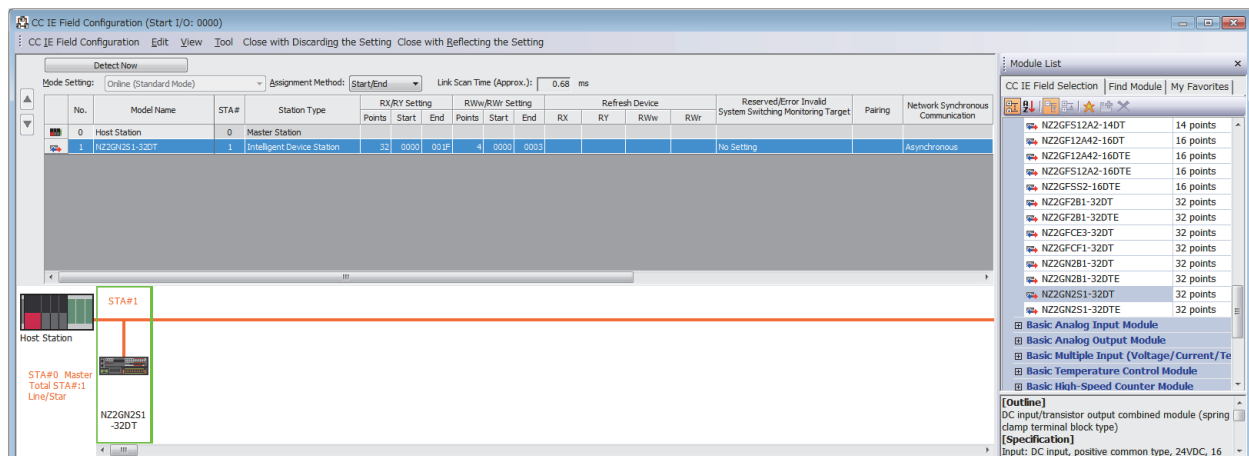 CC IE Field Configuration (Start I/O: 0000)
CC IE Field Configuration Edit View Tool Close with Discarding the Setting Close with Reflecting the Setting
Detect Now
Mode Setting: Online (Standard Mode) Assignment Method: Start/End Link Scan Time (Approx.): 0.68 ms
No. Model Name STA# Station Type RX/RY Setting RWw/RWr Setting Refresh Device Reserved/Error Invalid System Switching Monitoring Target Pairing Network Synchronous Communication
Points Start End Points Start End RX RY RWw RWr
0 Host Station 0 Master Station
1 NZ2GN2S1-32DT 1 Intelligent Device Station 32 0000 001F 4 0000 0003 No Setting Asynchronous
STA#1
Host Station
STA#0 Master
Total STA#:1
Line/Star
NZ2GN2S1
-32DT
Module List
CC IE Field Selection Find Module My Favorites
NZ2GFS12A2-14DT 14 points
NZ2GF12A42-16DT 16 points
NZ2GF12A42-16DTE 16 points
NZ2GFS12A2-16DTE 16 points
NZ2GFSS2-16DTE 16 points
NZ2GF2B1-32DT 32 points
NZ2GF2B1-32DTE 32 points
NZ2GFCE3-32DT 32 points
NZ2GFCF1-32DT 32 points
NZ2GN2B1-32DT 32 points
NZ2GN2B1-32DTE 32 points
NZ2GN2S1-32DT 32 points
NZ2GN2S1-32DTE 32 points
Basic Analog Input Module
Basic Analog Output Module
Basic Multiple Input (Voltage/Current/Te
Basic Temperature Control Module
Basic High-Speed Counter Module
[Outline]
DC input/transistor output combined module (spring
clamp terminal block type)
[Specification]
Input: DC input, positive common type, 24VDC, 16